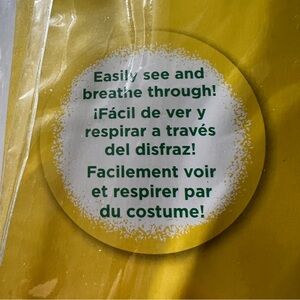 Easily see and
breathe through!
¡Fácil de ver y
respirar a través
del disfraz!
Facilement voir
et respirer par
du costume!